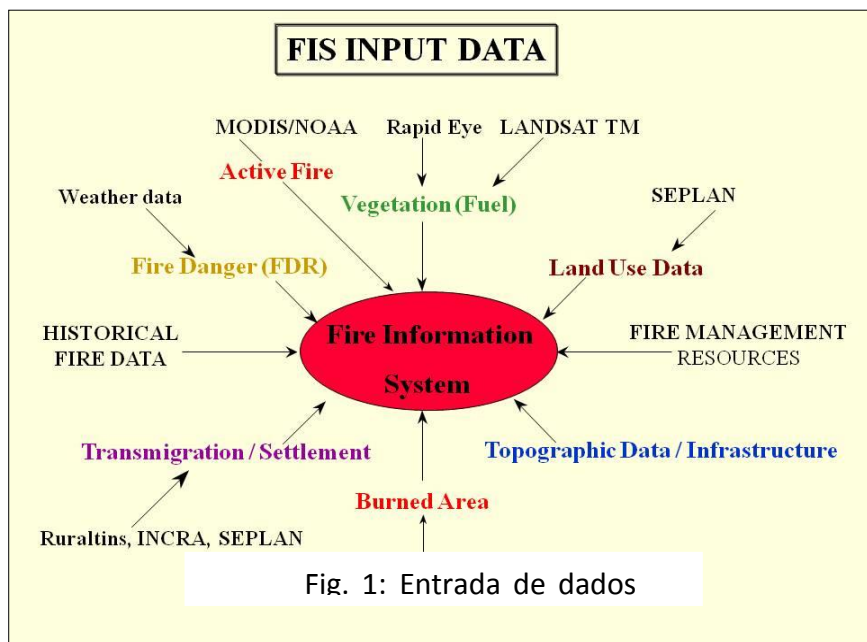 FIS INPUT DATA
MODIS/NOAA
Rapid Eye
LANDSAT TM
Active Fire
Weather data
Vegetation (Fuel)
SEPLAN
Fire Danger (FDR)
Land Use Data
Fire Information
System
HISTORICAL
FIRE DATA
FIRE MANAGEMENT
RESOURCES
Transmigration / Settlement
Topographic Data / Infrastructure
Burned Area
Ruraltins, INCRA, SEPLAN
Fig. 1: Entrada de dados